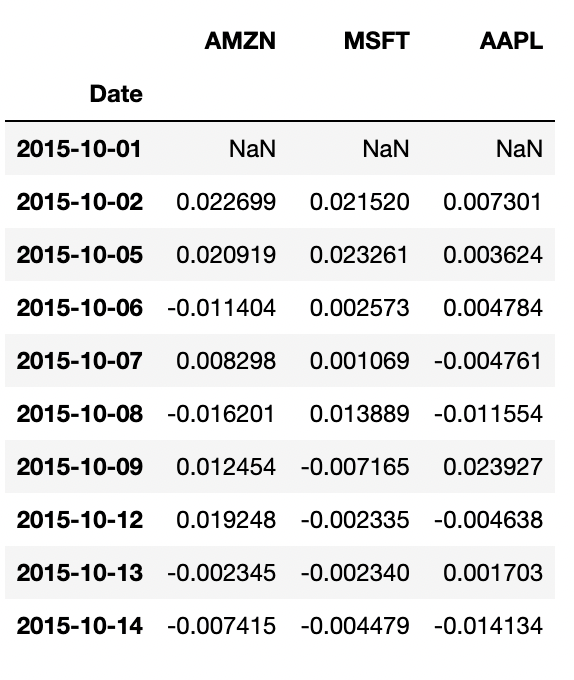 AMZN MSFT AAPL
Date
2015-10-01 NaN NaN NaN
2015-10-02 0.022699 0.021520 0.007301
2015-10-05 0.020919 0.023261 0.003624
2015-10-06 -0.011404 0.002573 0.004784
2015-10-07 0.008298 0.001069 -0.004761
2015-10-08 -0.016201 0.013889 -0.011554
2015-10-09 0.012454 -0.007165 0.023927
2015-10-12 0.019248 -0.002335 -0.004638
2015-10-13 -0.002345 -0.002340 0.001703
2015-10-14 -0.007415 -0.004479 -0.014134